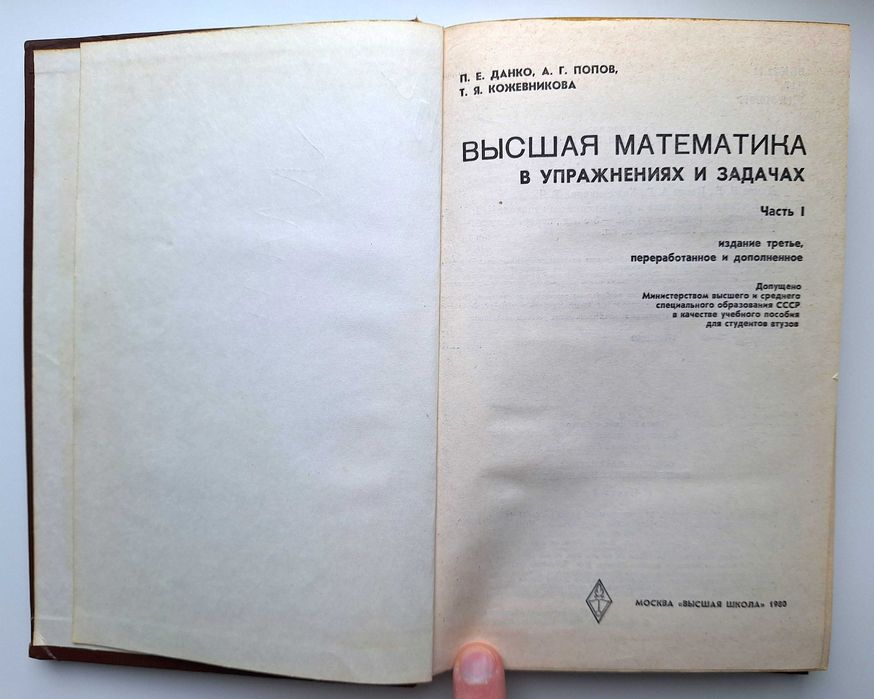 П. Е. ДАНКО, А. Г. ПОПОВ,
Т. Я. КОЖЕВНИКОВА
ВЫСШАЯ МАТЕМАТИКА
В УПРАЖНЕНИЯХ И ЗАДАЧАХ
Часть I
издание третье,
переработанное и дополненное
Допущено
Министерством высшего и среднего
специального образования СССР
в качестве учебного пособия
для студентов втузов
МОСКВА «ВЫСШАЯ ШКОЛА» 1980